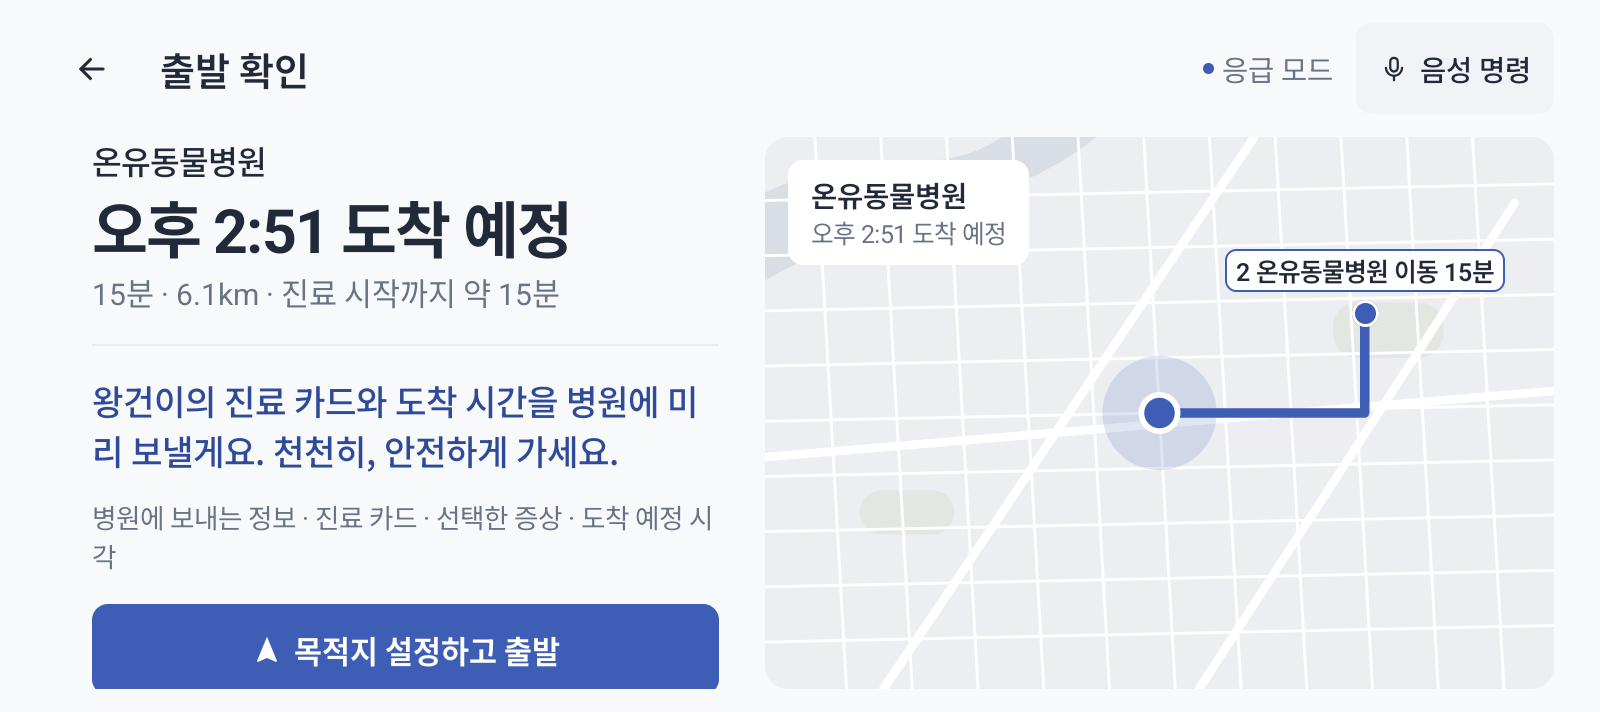 출발 확인
응급 모드
음성 명령
온유동물병원
오후 2:51 도착 예정
15분 · 6.1km · 진료 시작까지 약 15분
왕건이의 진료 카드와 도착 시간을 병원에 미
리 보낼게요. 천천히, 안전하게 가세요.
병원에 보내는 정보 · 진료 카드 · 선택한 증상 · 도착 예정 시
각
목적지 설정하고 출발
온유동물병원
오후 2:51 도착 예정
2 온유동물병원 이동 15분